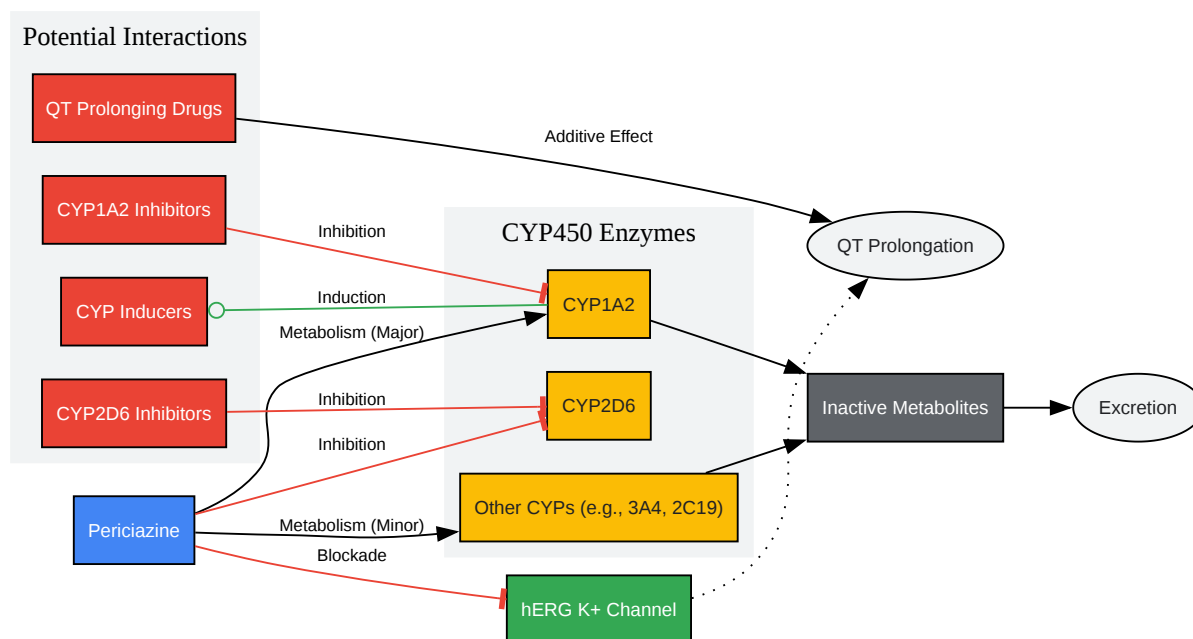 Potential Interactions
QT Prolonging Drugs
Additive Effect
CYP1A2 Inhibitors
Inhibition
CYP450 Enzymes
QT Prolongation
CYP Inducers
Induction
CYP1A2
Metabolism (Major)
CYP2D6 Inhibitors
Inhibition
CYP2D6
Inactive Metabolites
Excretion
Inhibition
Other CYPs (e.g., 3A4, 2C19)
Periciazine
Metabolism (Minor)
Blockade
hERG K+ Channel